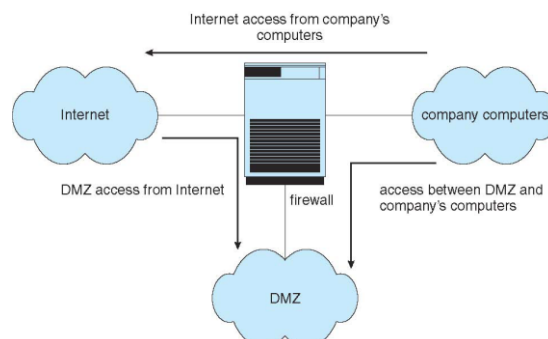 Internet access from company's
computers
Internet
company computers
DMZ access from Internet
firewall
access between DMZ and
company's computers
DMZ